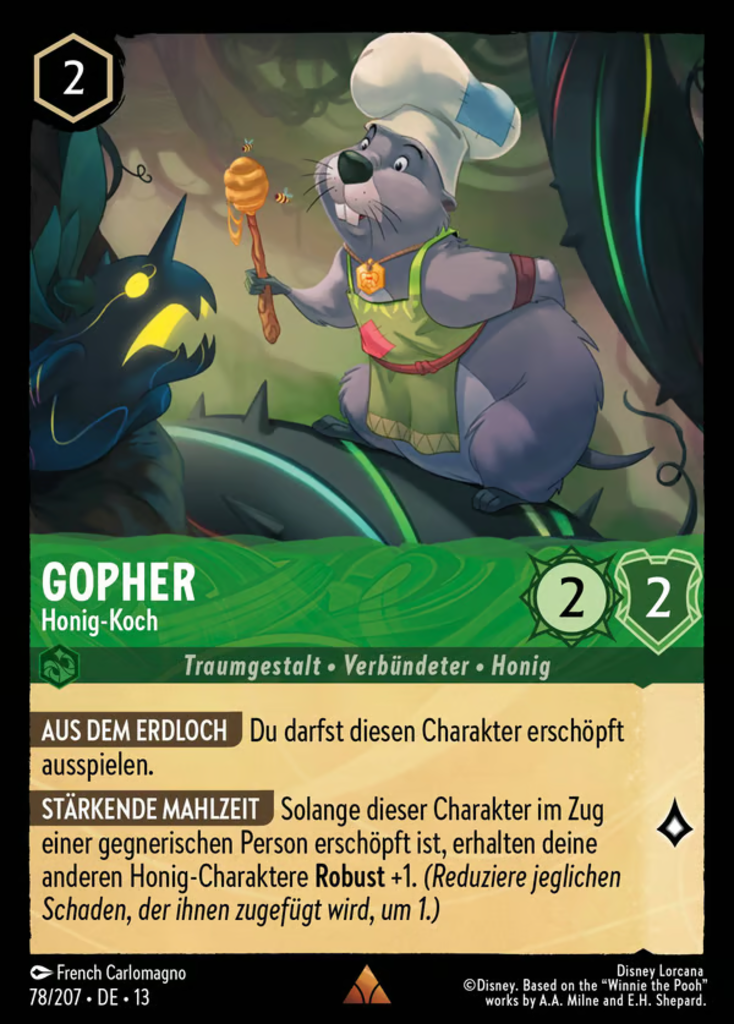 2
GOPHER
Honig-Koch
2
2
Traumgestalt • Verbündeter • Honig
AUS DEM ERDLOCH Du darfst diesen Charakter erschöpft
ausspielen.
STÄRKENDE MAHLZEIT Solange dieser Charakter im Zug
einer gegnerischen Person erschöpft ist, erhalten deine
anderen Honig-Charaktere Robust +1. (Reduziere jeglichen
Schaden, der ihnen zugefügt wird, um 1.)
French Carlomagno
78/207 • DE • 13
Disney Lorcana
©Disney. Based on the "Winnie the Pooh"
works by A.A. Milne and E.H. Shepard.